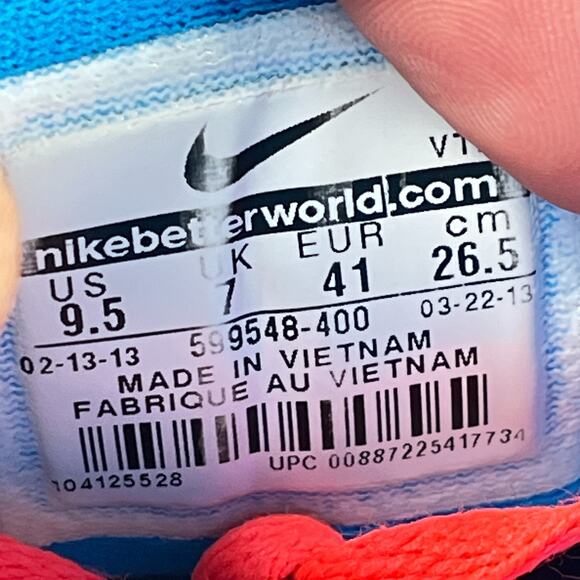 VT
nikebetterworld.com
US UK EUR cm
9.5 7 41 26.5
02-13-13 599548-400 03-22-13
MADE IN VIETNAM
FABRIQUE AU VIETNAM
UPC 00887225417734
104125528